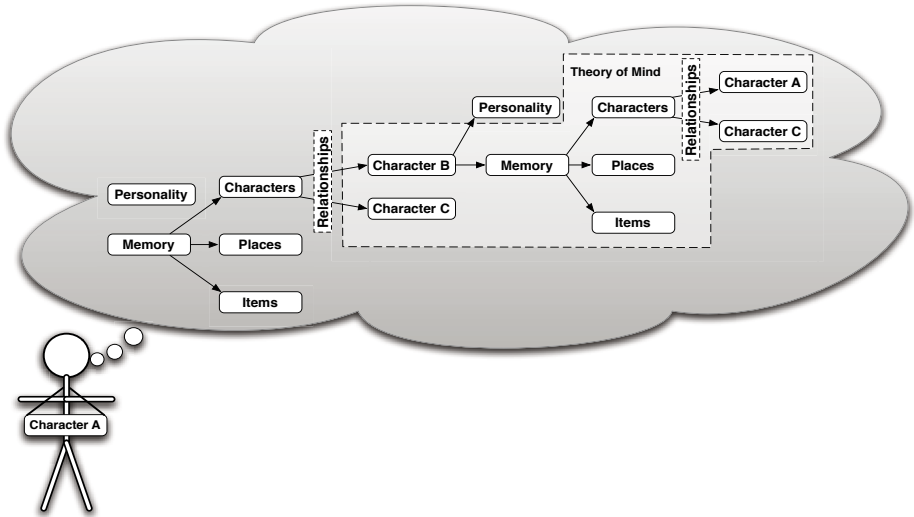 Theory of Mind
Relationships
Character A
Personality
Characters
Character C
Relationships
Character B
Memory
Places
Personality
Characters
Character C
Items
Memory
Places
Items
Character A